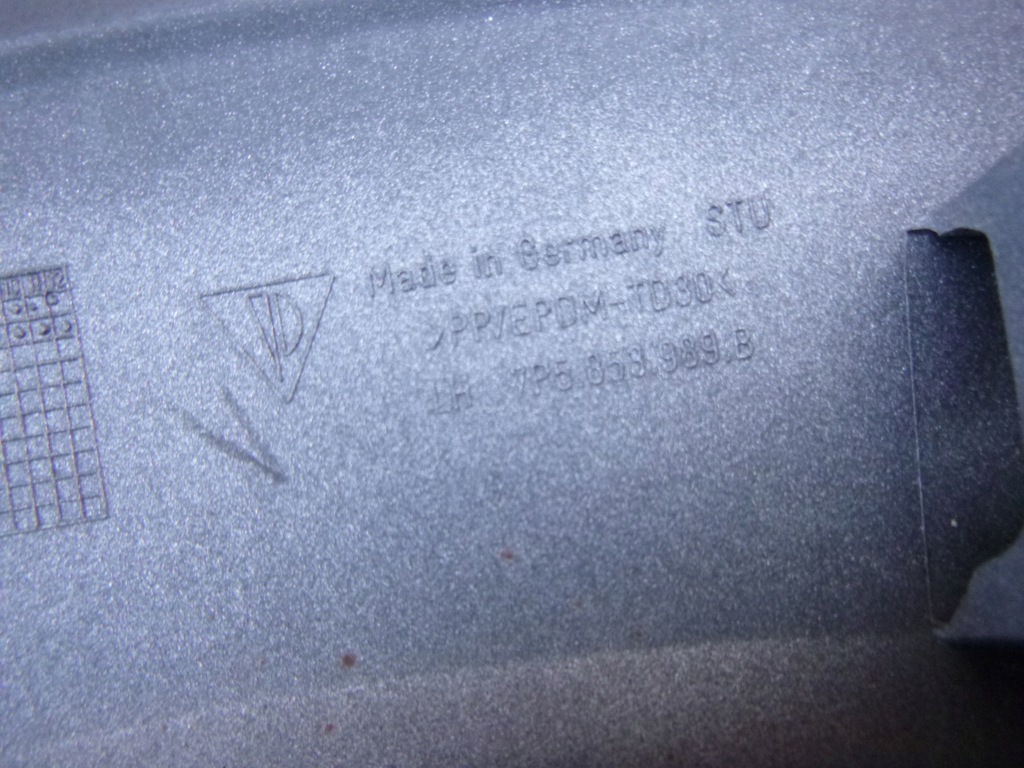 Made in Germany STU
>PP/EPDM-TD30<
LH 7P5.853.989.B